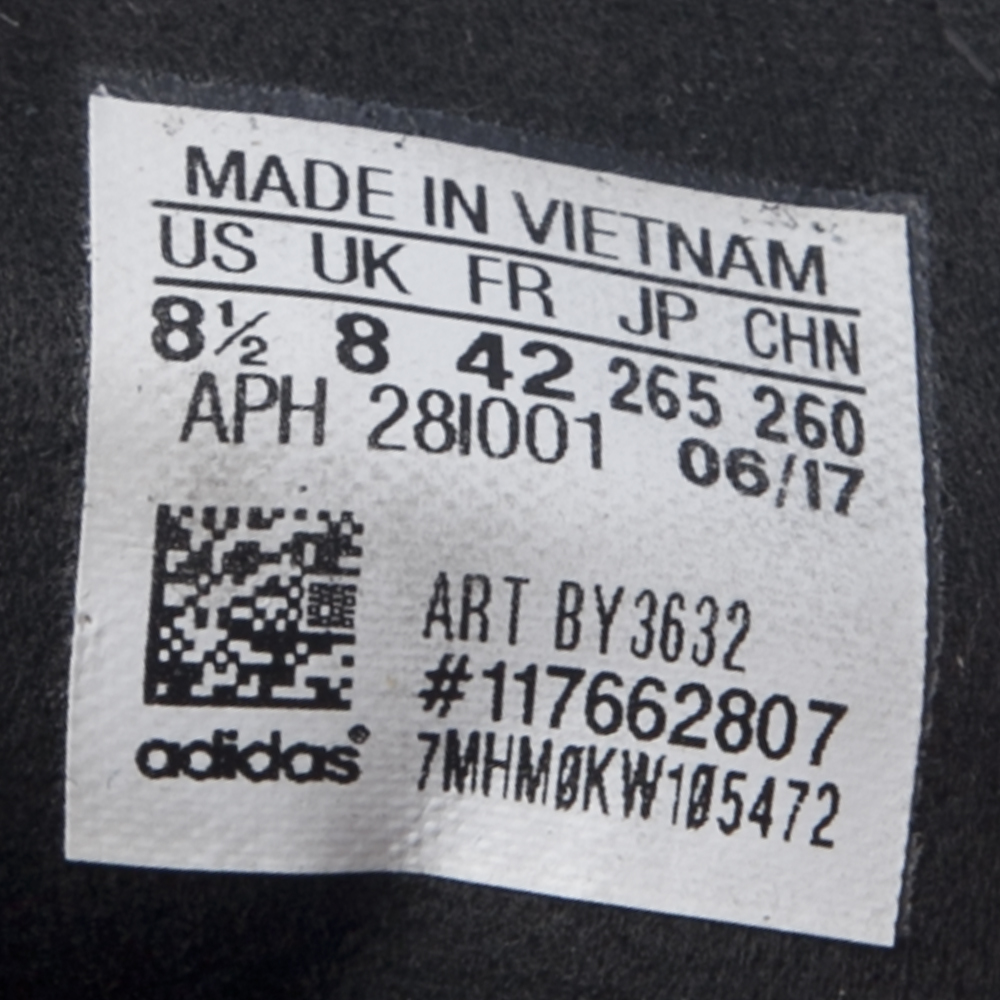 MADE IN VIETNAM
US UK FR JP CHN
8½ 8 42 265 260
APH 28I001 06/17
ART BY3632
#117662807
adidas® 7MHM0KW105472